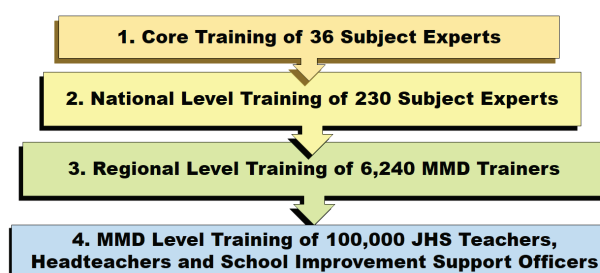 1. Core Training of 36 Subject Experts
2. National Level Training of 230 Subject Experts
3. Regional Level Training of 6,240 MMD Trainers
4. MMD Level Training of 100,000 JHS Teachers,
Headteachers and School Improvement Support Officers